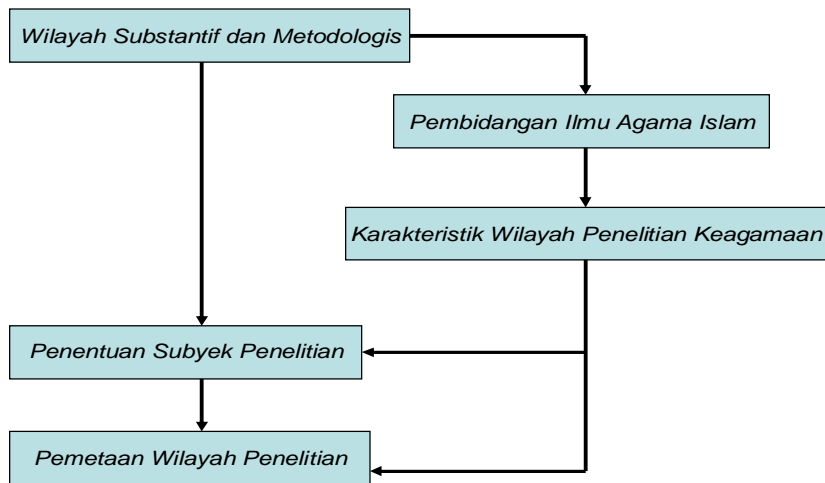 Wilayah Substantif dan Metodologis
Pembidangan Ilmu Agama Islam
Karakteristik Wilayah Penelitian Keagamaan
Penentuan Subyek Penelitian
Pemetaan Wilayah Penelitian